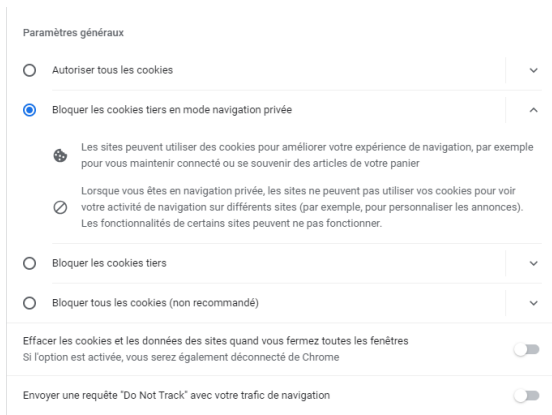 Paramètres généraux
Autoriser tous les cookies
Bloquer les cookies tiers en mode navigation privée
Les sites peuvent utiliser des cookies pour améliorer votre expérience de navigation, par exemple
pour vous maintenir connecté ou se souvenir des articles de votre panier
Lorsque vous êtes en navigation privée, les sites ne peuvent pas utiliser vos cookies pour voir
votre activité de navigation sur différents sites (par exemple, pour personnaliser les annonces).
Les fonctionnalités de certains sites peuvent ne pas fonctionner.
Bloquer les cookies tiers
Bloquer tous les cookies (non recommandé)
Effacer les cookies et les données des sites quand vous fermez toutes les fenêtres
Si l'option est activée, vous serez également déconnecté de Chrome
Envoyer une requête "Do Not Track" avec votre trafic de navigation